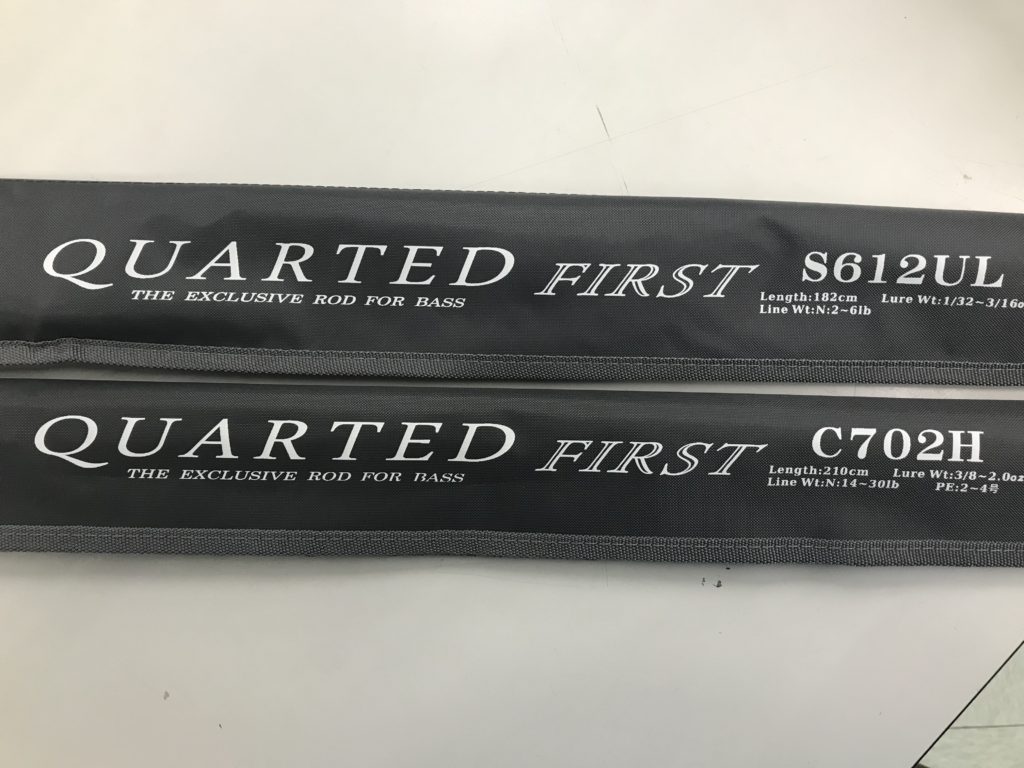 QUARTED FIRST S612UL
THE EXCLUSIVE ROD FOR BASS
Length:182cm Lure Wt:1/32~3/16o
Line Wt:N:2~6lb
QUARTED FIRST C702H
THE EXCLUSIVE ROD FOR BASS
Length:210cm Lure Wt:3/8~2.0oz
Line Wt:N:14~30lb PE:2~4号